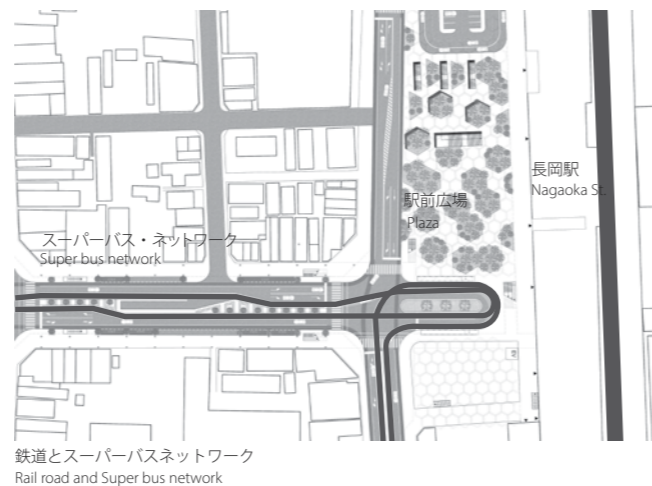 長岡駅
Nagaoka St.
駅前広場
Plaza
スーパーバス・ネットワーク
Super bus network
鉄道とスーパーバスネットワーク
Rail road and Super bus network